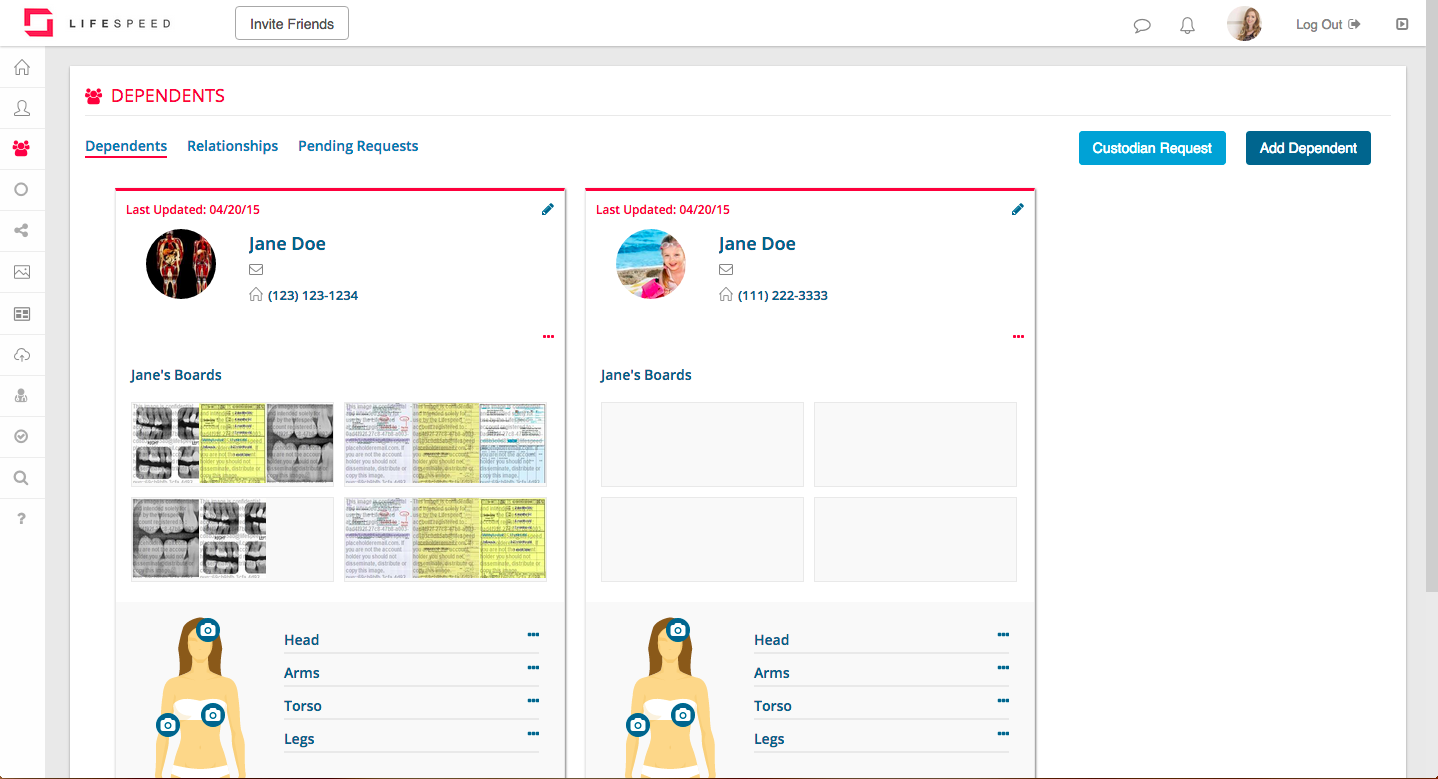 LIFESPEED
Invite Friends
Log Out
DEPENDENTS
Dependents Relationships Pending Requests
Custodian Request
Add Dependent
Last Updated: 04/20/15
Jane Doe
(123) 123-1234
Jane's Boards
Head
Arms
Torso
Legs
Last Updated: 04/20/15
Jane Doe
(111) 222-3333
Jane's Boards
Head
Arms
Torso
Legs
?